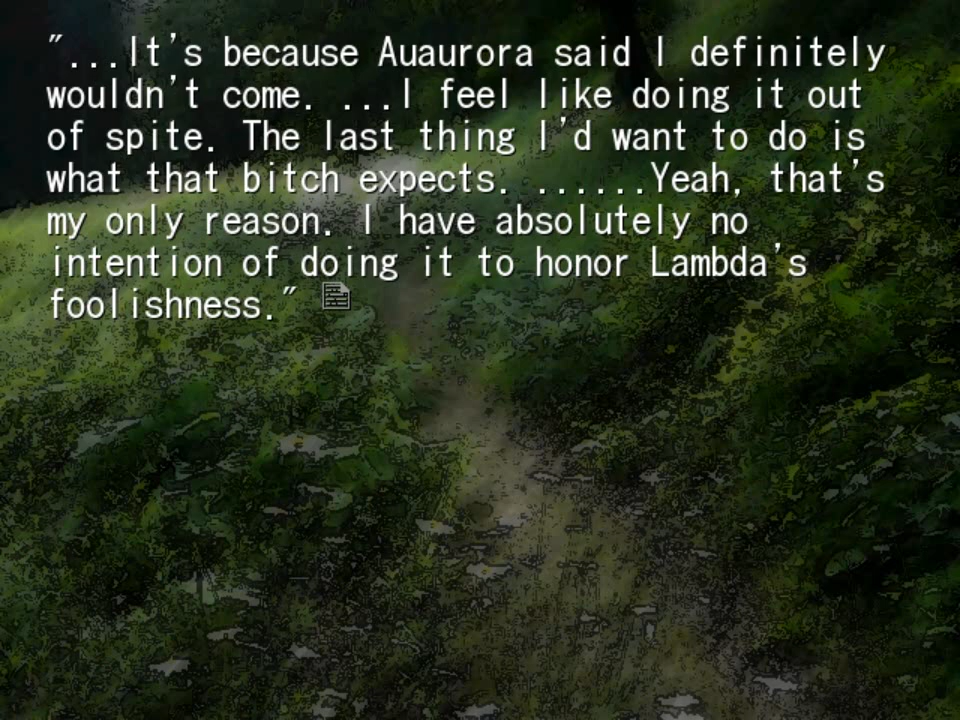 "...It's because Auaurora said I definitely
wouldn't come. ...I feel like doing it out
of spite. The last thing I'd want to do is
what that bitch expects. ......Yeah, that's
my only reason. I have absolutely no
intention of doing it to honor Lambda's
foolishness."